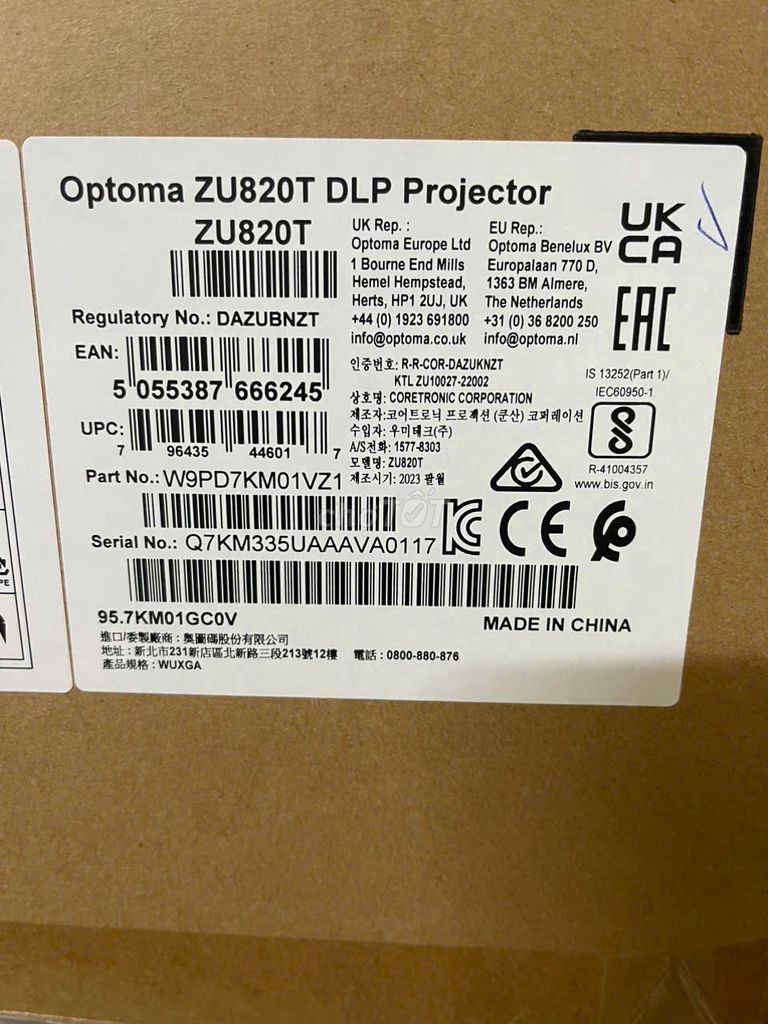 Optoma ZU820T DLP Projector
ZU820T
Regulatory No.: DAZUBNZT
EAN:
5 055387 666245
UPC:
7 96435 44601 7
Part No.: W9PD7KM01VZ1
Serial No.: Q7KM335UAAAVA0117
95.7KM01GC0V
進口/委製廠商：奧圖碼股份有限公司
地址：新北市231新店區北新路三段213號12樓 電話：0800-880-876
產品規格：WUXGA
UK Rep. :
Optoma Europe Ltd
1 Bourne End Mills
Hemel Hempstead,
Herts, HP1 2UJ, UK
+44 (0) 1923 691800
info@optoma.co.uk
EU Rep.:
Optoma Benelux BV
Europalaan 770 D,
1363 BM Almere,
The Netherlands
+31 (0) 36 8200 250
info@optoma.nl
인증번호: R-R-COR-DAZUKNZT
KTL ZU10027-22002
상호명: CORETRONIC CORPORATION
제조자: 코어트로닉 프로젝션 (쿤산) 코퍼레이션
수입자: 우미테크(주)
A/S전화: 1577-8303
모델명: ZU820T
제조시기: 2023 팔월
UK
CA
EAC
IS 13252(Part 1)/
IEC60950-1
R-41004357
www.bis.gov.in
CE
MADE IN CHINA